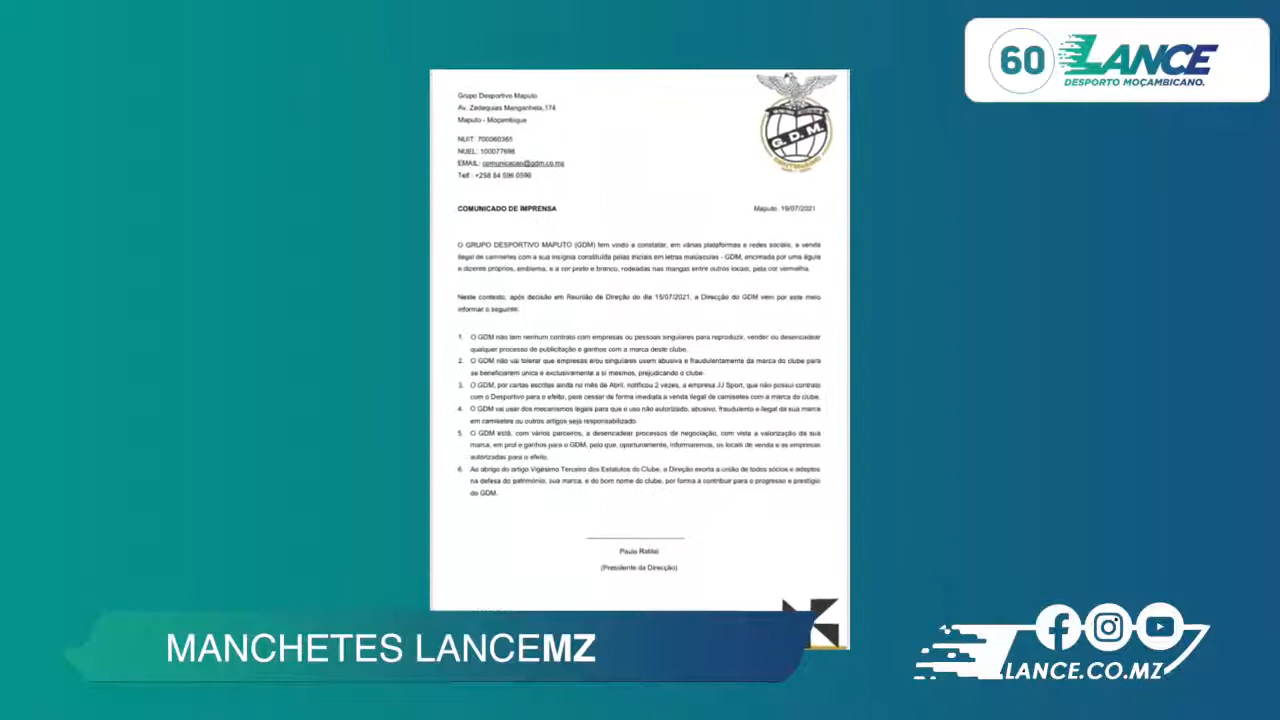 60 LANCE
DESPORTO MOÇAMBICANO.
Grupo Desportivo Maputo
Av. Zedequias Manganhela,174
Maputo - Moçambique
NUIT: 700060365
NUEL: 100077698
EMAIL: comunicacao@gdm.co.mz
Telf : +258 84 596 0596
G. D. M.
COMUNICADO DE IMPRENSA
Maputo, 19/07/2021
O GRUPO DESPORTIVO MAPUTO (GDM) tem vindo a constatar, em várias plataformas e redes sociais, a venda
ilegal de camisetes com a sua insígnia constituída pelas iniciais em letras maiúsculas - GDM, encimada por uma águia
e dizeres próprios, emblema, e a cor preto e branco, rodeadas nas mangas entre outros locais, pela cor vermelha.
Neste contexto, após decisão em Reunião de Direção do dia 15/07/2021, a Direcção do GDM vem por este meio
informar o seguinte:
1. O GDM não tem nenhum contrato com empresas ou pessoas singulares para reproduzir, vender ou desencadear
qualquer processo de publicitação e ganhos com a marca deste clube.
2. O GDM não vai tolerar que empresas e/ou singulares usem abusiva e fraudulentamente da marca do clube para
se beneficiarem única e exclusivamente a si mesmos, prejudicando o clube.
3. O GDM, por cartas escritas ainda no mês de Abril, notificou 2 vezes, a empresa JJ Sport, que não possui contrato
com o Desportivo para o efeito, para cessar de forma imediata a venda ilegal de camisetes com a marca do clube.
4. O GDM vai usar dos mecanismos legais para que o uso não autorizado, abusivo, fraudulento e ilegal da sua marca
em camisetes ou outros artigos seja responsabilizado.
5. O GDM está, com vários parceiros, a desencadear processos de negociação, com vista a valorização da sua
marca, em prol e ganhos para o GDM, pelo que, oportunamente, informaremos, os locais de venda e as empresas
autorizadas para o efeito.
6. Ao abrigo do artigo Vigésimo Terceiro dos Estatutos do Clube, a Direção exorta a união de todos sócios e adeptos
na defesa do património, sua marca, e do bom nome do clube, por forma a contribuir para o progresso e prestígio
do GDM.
Paulo Ratilal
(Presidente da Direcção)
MANCHETES LANCEMZ
LANCE.CO.MZ